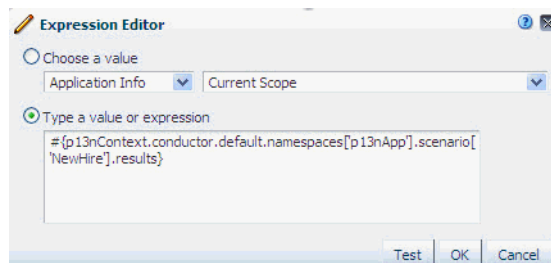 Expression Editor
Choose a value
Application Info Current Scope
Type a value or expression
#{p13nContext.conductor.default.namespaces['p13nApp'].scenario[
'NewHire'].results}
Test OK Cancel